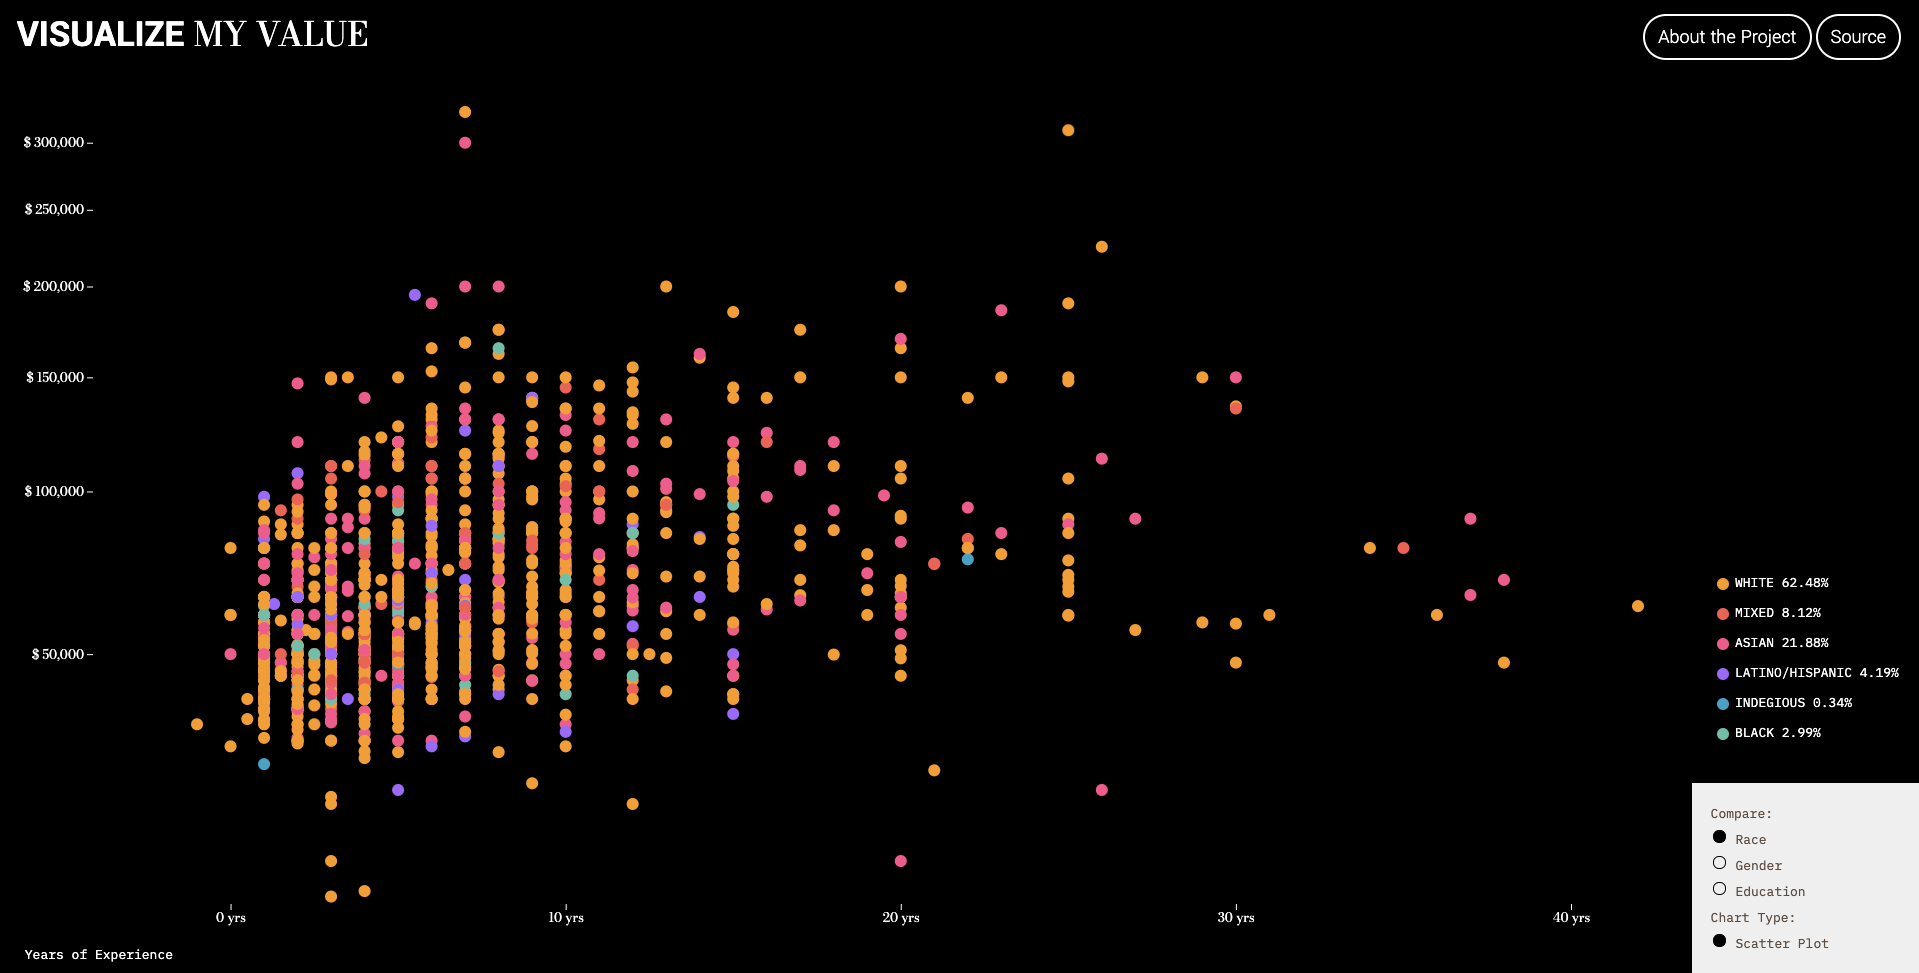 VISUALIZE MY VALUE
About the Project
Source
$ 300,000
$ 250,000
$ 200,000
$ 150,000
$ 100,000
$ 50,000
WHITE 62.48%
MIXED 8.12%
ASIAN 21.88%
LATINO/HISPANIC 4.19%
INDEGIOUS 0.34%
BLACK 2.99%
Compare:
Race
Gender
Education
Chart Type:
Scatter Plot
0 yrs
10 yrs
20 yrs
30 yrs
40 yrs
Years of Experience